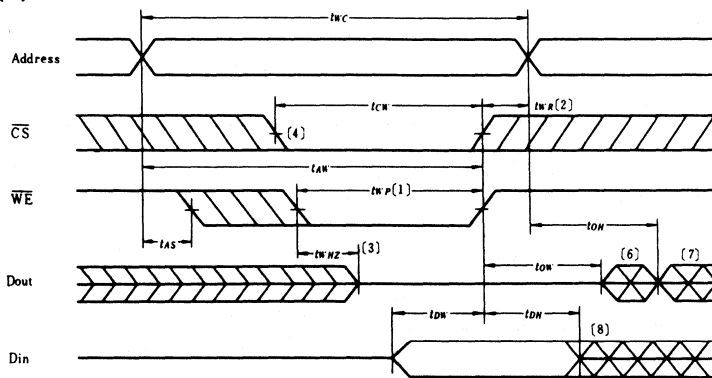 tWC
Address
tCW
tWR(2)
CS
(4)
tAW
WE
tWP(1)
tAS
tWHZ
(3)
tOH
Dout
tOW
(6)
(7)
tDW
tDH
(8)
Din